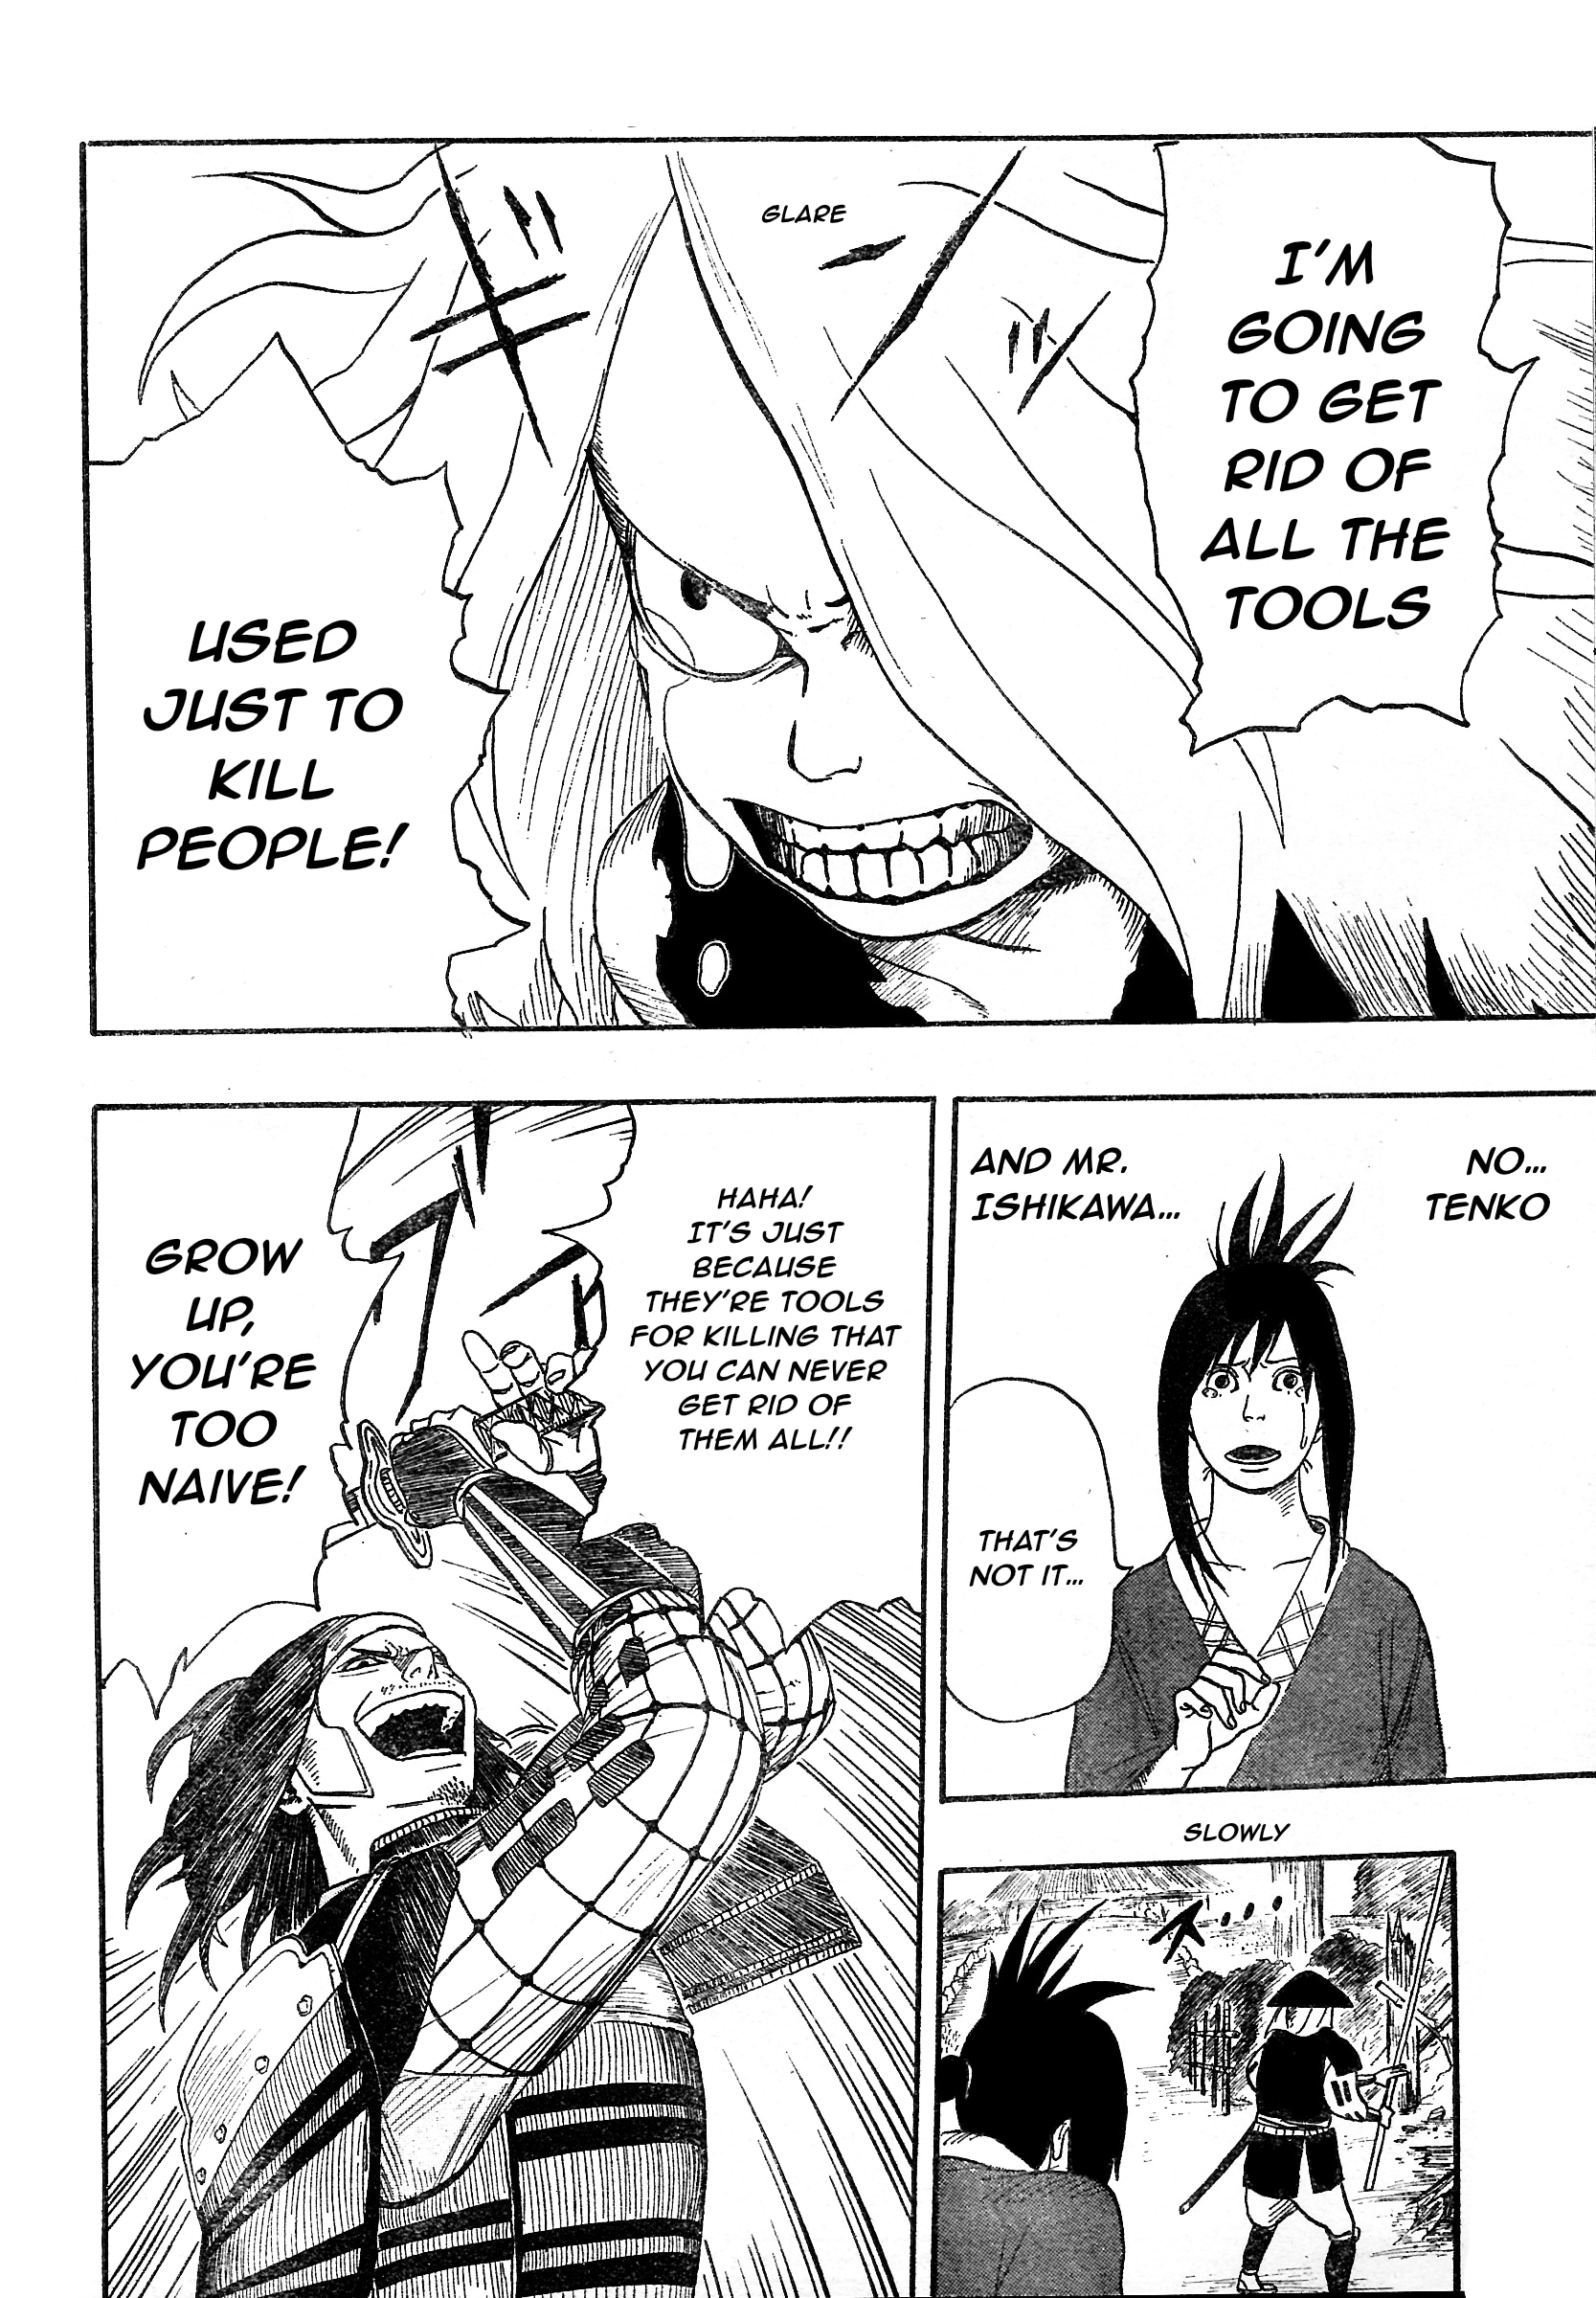 GLARE
I'M
GOING
TO GET
RID OF
ALL THE
TOOLS
USED
JUST TO
KILL
PEOPLE!
NO...
TENKO
AND MR.
ISHIKAWA...
THAT'S
NOT IT...
SLOWLY
ス...
HAHA!
IT'S JUST
BECAUSE
THEY'RE TOOLS
FOR KILLING THAT
YOU CAN NEVER
GET RID OF
THEM ALL!!
GROW
UP,
YOU'RE
TOO
NAIVE!